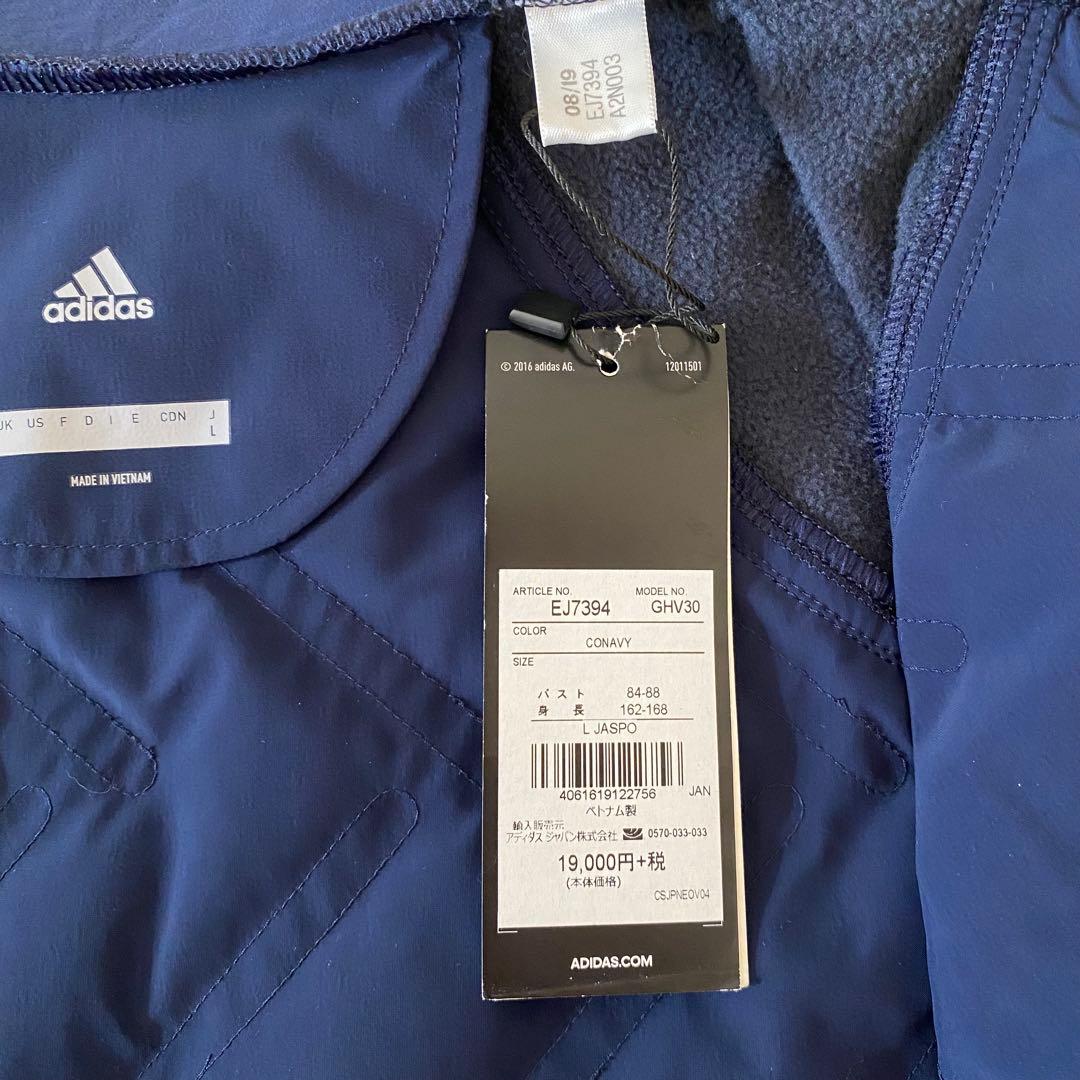 08/19
EJ7394
A2N003
adidas
UK US F D I E CDN J
L
MADE IN VIETNAM
© 2016 adidas AG. 12011501
ARTICLE NO. MODEL NO.
EJ7394 GHV30
COLOR
CONAVY
SIZE
バスト 84-88
身長 162-168
L JASPO
4061619122756 JAN
ベトナム製
輸入販売元
アディダス ジャパン株式会社 0570-033-033
19,000円+税
(本体価格)
CSJPNEOV04
ADIDAS.COM